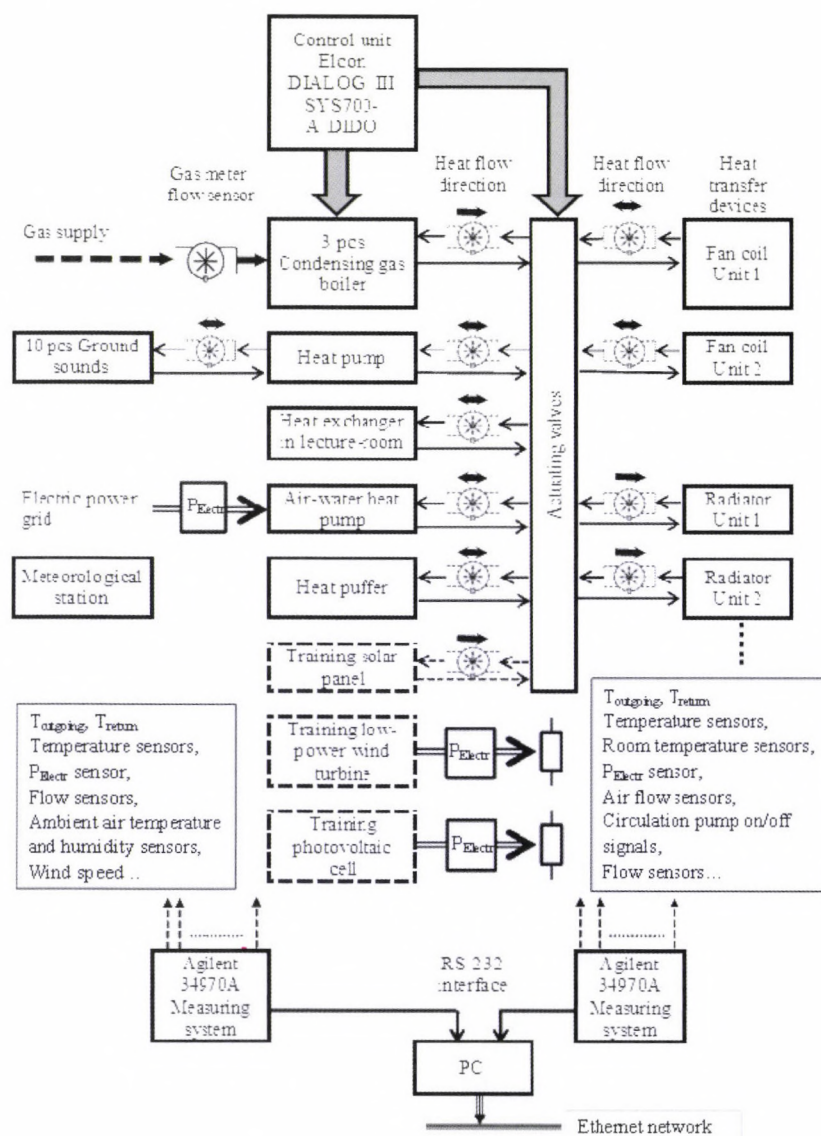 Control unit
Elcon
DIALOG III
SYS700-
A DIDO
Gas meter
flow sensor
Heat flow
direction
Heat flow
direction
Heat
transfer
devices
Gas supply
3 pcs
Condensing gas
boiler
Fan coil
Unit 1
10 pcs Ground
sounds
Heat pump
Fan coil
Unit 2
Heat exchanger
in lecture-room
Actuating valves
Electric power
grid
PElectr
Air-water heat
pump
Radiator
Unit 1
Meteorological
station
Heat puffer
Radiator
Unit 2
Training solar
panel
Toutgoing, Treturn
Temperature sensors,
PElectr sensor,
Flow sensors,
Ambient air temperature
and humidity sensors,
Wind speed ..
Training low-
power wind
turbine
PElectr
Training
photovoltaic
cell
PElectr
Toutgoing, Treturn
Temperature sensors,
Room temperature sensors,
PElectr sensor,
Air flow sensors,
Circulation pump on/off
signals,
Flow sensors...
Agilent
34970A
Measuring
system
RS 232
interface
Agilent
34970A
Measuring
system
PC
Ethernet network